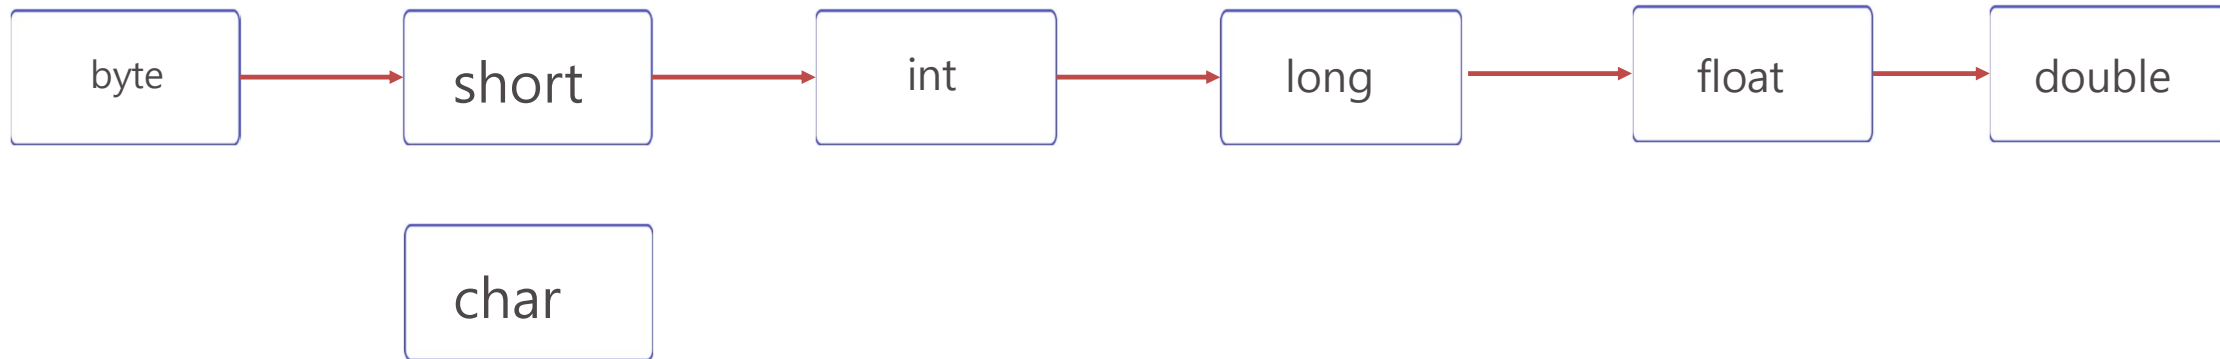 byte
short
int
long
float
double
char